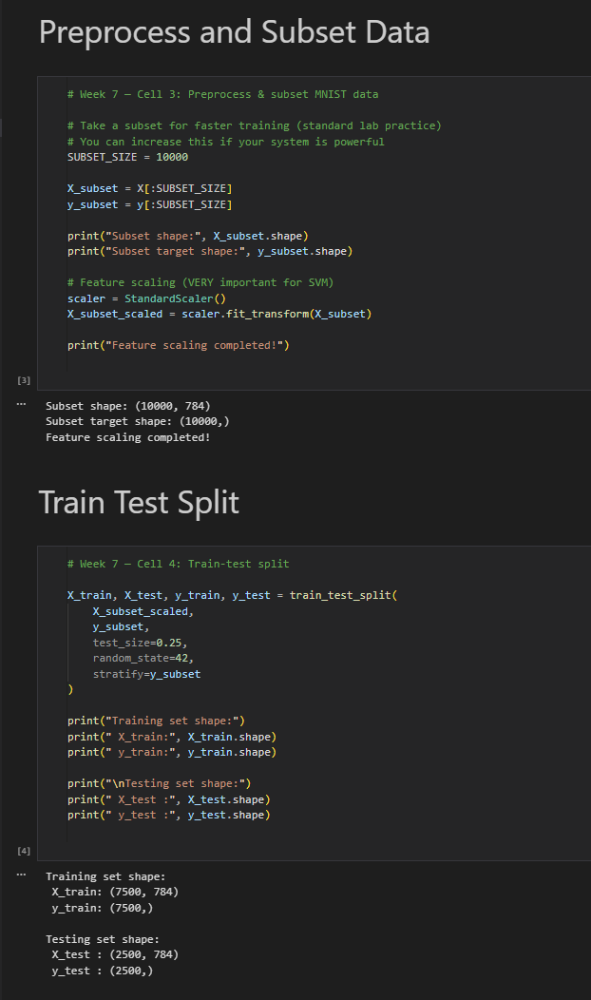 Preprocess and Subset Data
# Week 7 — Cell 3: Preprocess & subset MNIST data
# Take a subset for faster training (standard lab practice)
# You can increase this if your system is powerful
SUBSET_SIZE = 10000
X_subset = X[:SUBSET_SIZE]
y_subset = y[:SUBSET_SIZE]
print("Subset shape:", X_subset.shape)
print("Subset target shape:", y_subset.shape)
# Feature scaling (VERY important for SVM)
scaler = StandardScaler()
X_subset_scaled = scaler.fit_transform(X_subset)
print("Feature scaling completed!")
[3]
... Subset shape: (10000, 784)
Subset target shape: (10000,)
Feature scaling completed!
Train Test Split
# Week 7 — Cell 4: Train-test split
X_train, X_test, y_train, y_test = train_test_split(
    X_subset_scaled,
    y_subset,
    test_size=0.25,
    random_state=42,
    stratify=y_subset
)
print("Training set shape:")
print(" X_train:", X_train.shape)
print(" y_train:", y_train.shape)
print("\nTesting set shape:")
print(" X_test :", X_test.shape)
print(" y_test :", y_test.shape)
[4]
... Training set shape:
 X_train: (7500, 784)
 y_train: (7500,)
Testing set shape:
 X_test : (2500, 784)
 y_test : (2500,)